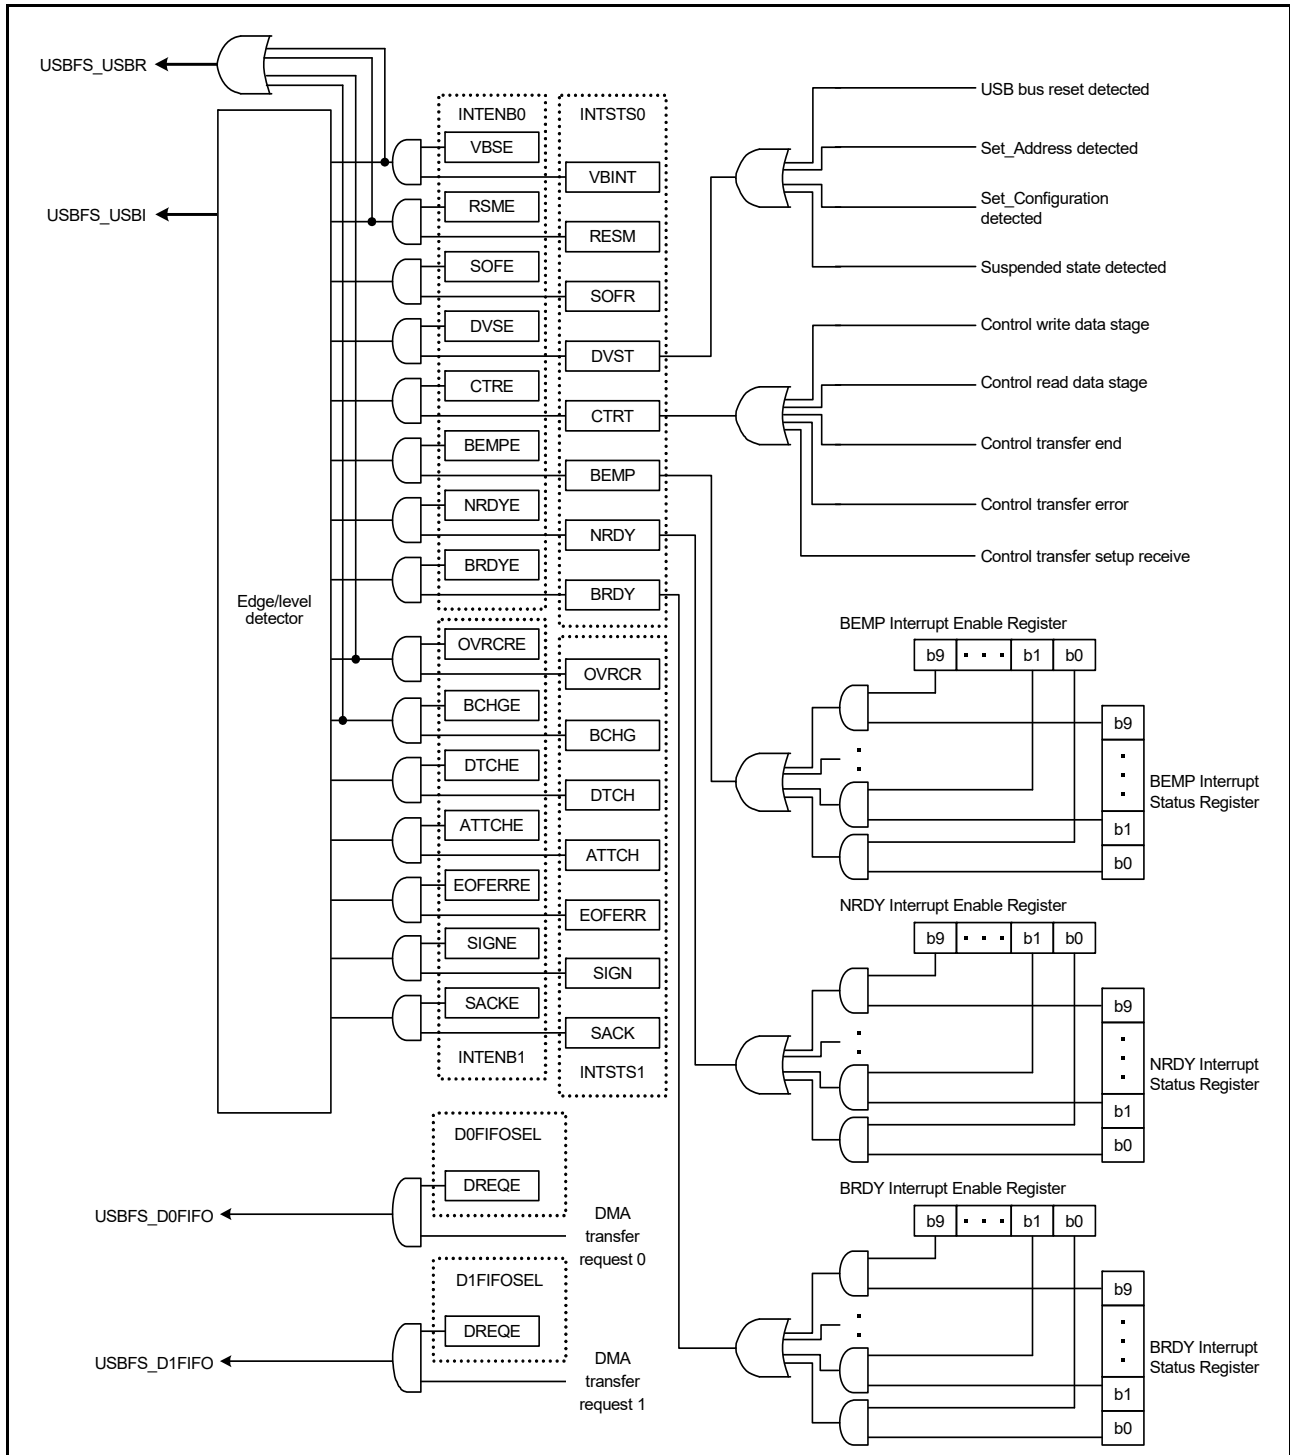 USBFS_USBR
USBFS_USBI
Edge/level
detector
INTENB0
VBSE
RSME
SOFE
DVSE
CTRE
BEMPE
NRDYE
BRDYE
OVRCRE
BCHGE
DTCHE
ATTCHE
EOFERRE
SIGNE
SACKE
INTENB1
INTSTS0
VBINT
RESM
SOFR
DVST
CTRT
BEMP
NRDY
BRDY
OVRCR
BCHG
DTCH
ATTCH
EOFERR
SIGN
SACK
INTSTS1
USB bus reset detected
Set_Address detected
Set_Configuration
detected
Suspended state detected
Control write data stage
Control read data stage
Control transfer end
Control transfer error
Control transfer setup receive
BEMP Interrupt Enable Register
b9 · · · b1 b0
b9
·
·
·
b1
b0
BEMP Interrupt
Status Register
NRDY Interrupt Enable Register
b9 · · · b1 b0
b9
·
·
·
b1
b0
NRDY Interrupt
Status Register
BRDY Interrupt Enable Register
b9 · · · b1 b0
b9
·
·
·
b1
b0
BRDY Interrupt
Status Register
D0FIFOSEL
DREQE
USBFS_D0FIFO
DMA
transfer
request 0
D1FIFOSEL
DREQE
USBFS_D1FIFO
DMA
transfer
request 1